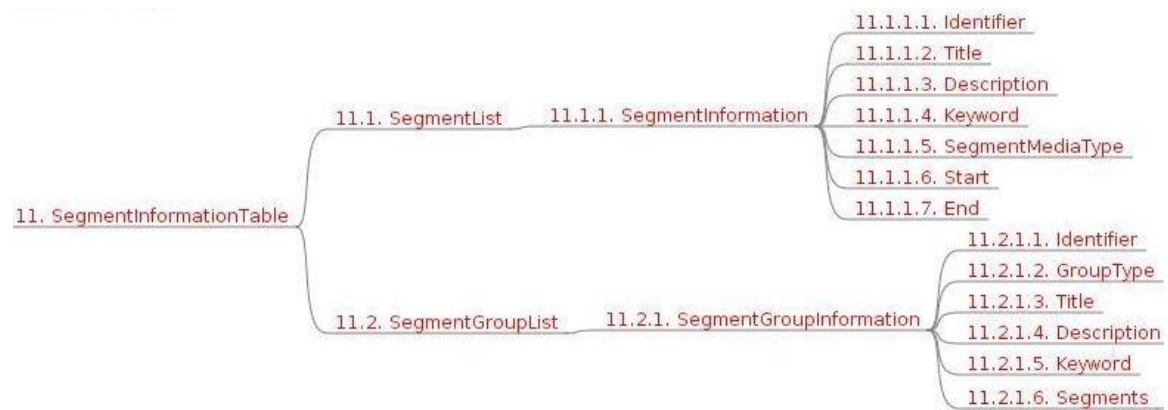 11. SegmentInformationTable
11.1. SegmentList
11.1.1. SegmentInformation
11.1.1.1. Identifier
11.1.1.2. Title
11.1.1.3. Description
11.1.1.4. Keyword
11.1.1.5. SegmentMediaType
11.1.1.6. Start
11.1.1.7. End
11.2. SegmentGroupList
11.2.1. SegmentGroupInformation
11.2.1.1. Identifier
11.2.1.2. GroupType
11.2.1.3. Title
11.2.1.4. Description
11.2.1.5. Keyword
11.2.1.6. Segments